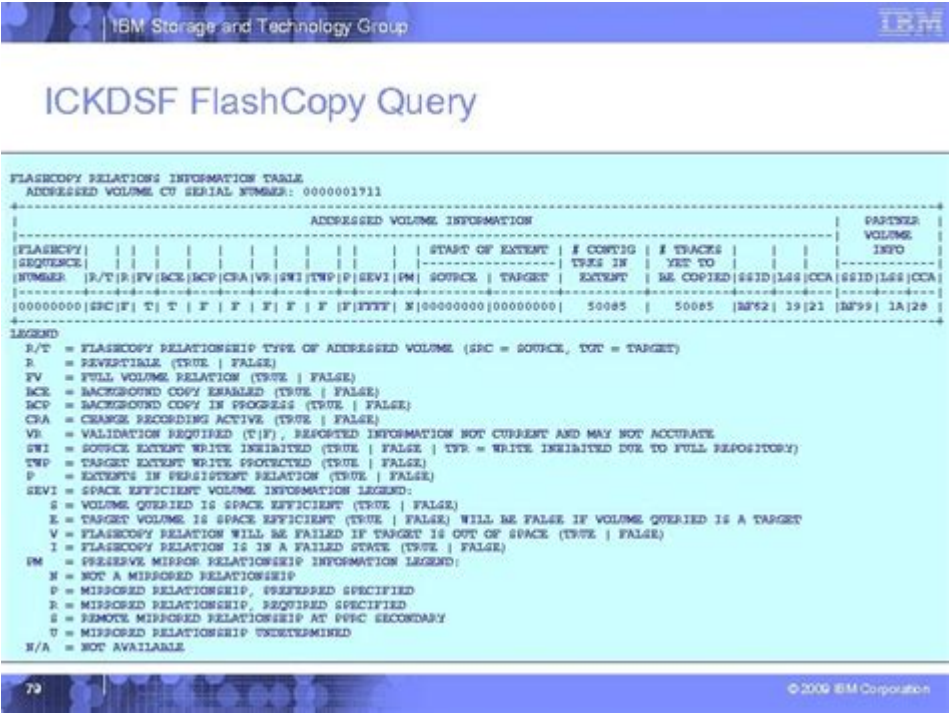 IBM Storage and Technology Group
IBM
ICKDSF FlashCopy Query
FLASHCOPY RELATIONS INFORMATION TABLE
ADDRESSED VOLUME CU SERIAL NUMBER: 0000001711
| ADDRESSED VOLUME INFORMATION | PARTNER |
| VOLUME |
|FLASHCPY| | | | | | | | | | | | | START OF EXTENT | # CONTIG | # TRACKS | INFO |
|SEQUENCE| | | | | | | | | | | | |-----------------| TRKS IN | YET TO |
|NUMBER |R/T|R|FV|BCE|BCP|CRA|VR|SWI|TWP|P|SEVI|PM| SOURCE | TARGET | EXTENT | BE COPIED|SSID|LSS|CCA|SSID|LSS|CCA|
|00000000|SRC|F| T| T | F | F | F| F | F |F|FFFF| N|00000000|00000000| 50085 | 50085 |BF62| 19|21 |BF99| 1A|28 |
LEGEND
R/T = FLASHCOPY RELATIONSHIP TYPE OF ADDRESSED VOLUME (SRC = SOURCE, TGT = TARGET)
R = REVERTIBLE (TRUE | FALSE)
FV = FULL VOLUME RELATION (TRUE | FALSE)
BCE = BACKGROUND COPY ENABLED (TRUE | FALSE)
BCP = BACKGROUND COPY IN PROGRESS (TRUE | FALSE)
CRA = CHANGE RECORDING ACTIVE (TRUE | FALSE)
VR = VALIDATION REQUIRED (T|F), REPORTED INFORMATION NOT CURRENT AND MAY NOT ACCURATE
SWI = SOURCE EXTENT WRITE INHIBITED (TRUE | FALSE | TFR = WRITE INHIBITED DUE TO FULL REPOSITORY)
TWP = TARGET EXTENT WRITE PROTECTED (TRUE | FALSE)
P = EXTENTS IN PERSISTENT RELATION (TRUE | FALSE)
SEVI = SPACE EFFICIENT VOLUME INFORMATION LEGEND:
S = VOLUME QUERIED IS SPACE EFFICIENT (TRUE | FALSE)
E = TARGET VOLUME IS SPACE EFFICIENT (TRUE | FALSE) WILL BE FALSE IF VOLUME QUERIED IS A TARGET
V = FLASHCOPY RELATION WILL BE FAILED IF TARGET IS OUT OF SPACE (TRUE | FALSE)
I = FLASHCOPY RELATION IS IN A FAILED STATE (TRUE | FALSE)
PM = PRESERVE MIRROR RELATIONSHIP INFORMATION LEGEND:
N = NOT A MIRRORED RELATIONSHIP
P = MIRRORED RELATIONSHIP, PREFERRED SPECIFIED
R = MIRRORED RELATIONSHIP, REQUIRED SPECIFIED
S = REMOTE MIRRORED RELATIONSHIP AT PPRC SECONDARY
U = MIRRORED RELATIONSHIP UNDETERMINED
N/A = NOT AVAILABLE
79
© 2009 IBM Corporation